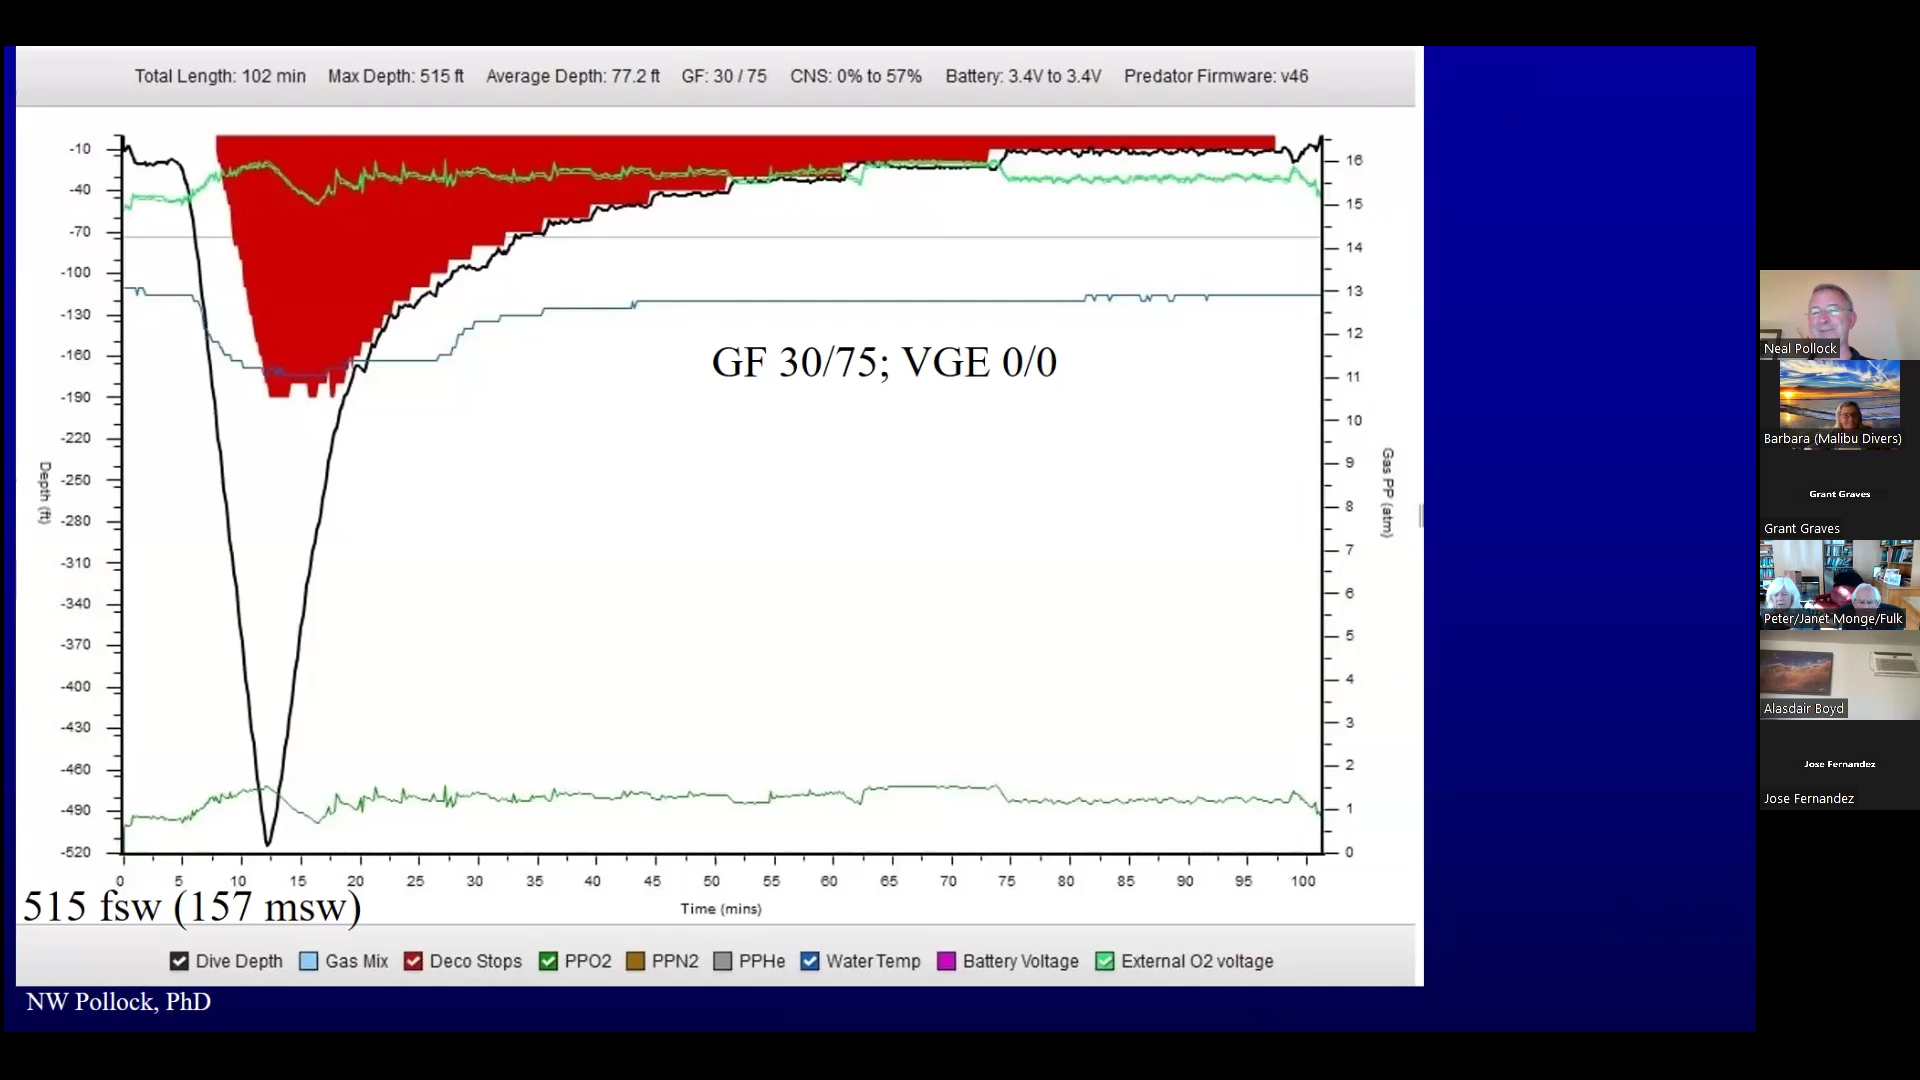 Total Length: 102 min Max Depth: 515 ft Average Depth: 77.2 ft GF: 30 / 75 CNS: 0% to 57% Battery: 3.4V to 3.4V Predator Firmware: v46
-10
-40
-70
-100
-130
-160
-190
-220
-250
-280
-310
-340
-370
-400
-430
-460
-490
-520
Depth (ft)
GF 30/75; VGE 0/0
16
15
14
13
12
11
10
9
8
7
6
5
4
3
2
1
0
Gas PP (atm)
0 5 10 15 20 25 30 35 40 45 50 55 60 65 70 75 80 85 90 95 100
Time (mins)
515 fsw (157 msw)
Dive Depth Gas Mix Deco Stops PPO2 PPN2 PPHe Water Temp Battery Voltage External O2 voltage
NW Pollock, PhD
Neal Pollock
Barbara (Malibu Divers)
Grant Graves
Grant Graves
Peter/Janet Monge/Fulk
Alasdair Boyd
Jose Fernandez
Jose Fernandez